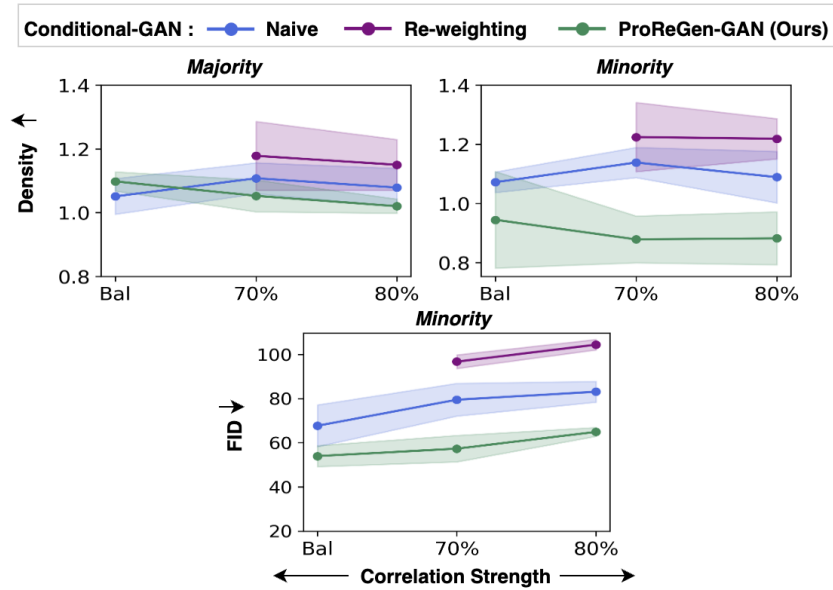 Conditional-GAN : Naive Re-weighting ProReGen-GAN (Ours)
Majority
Minority
Density
1.4
1.2
1.0
0.8
Bal 70% 80%
1.4
1.2
1.0
0.8
Bal 70% 80%
Minority
FID
100
80
60
40
20
Bal 70% 80%
Correlation Strength